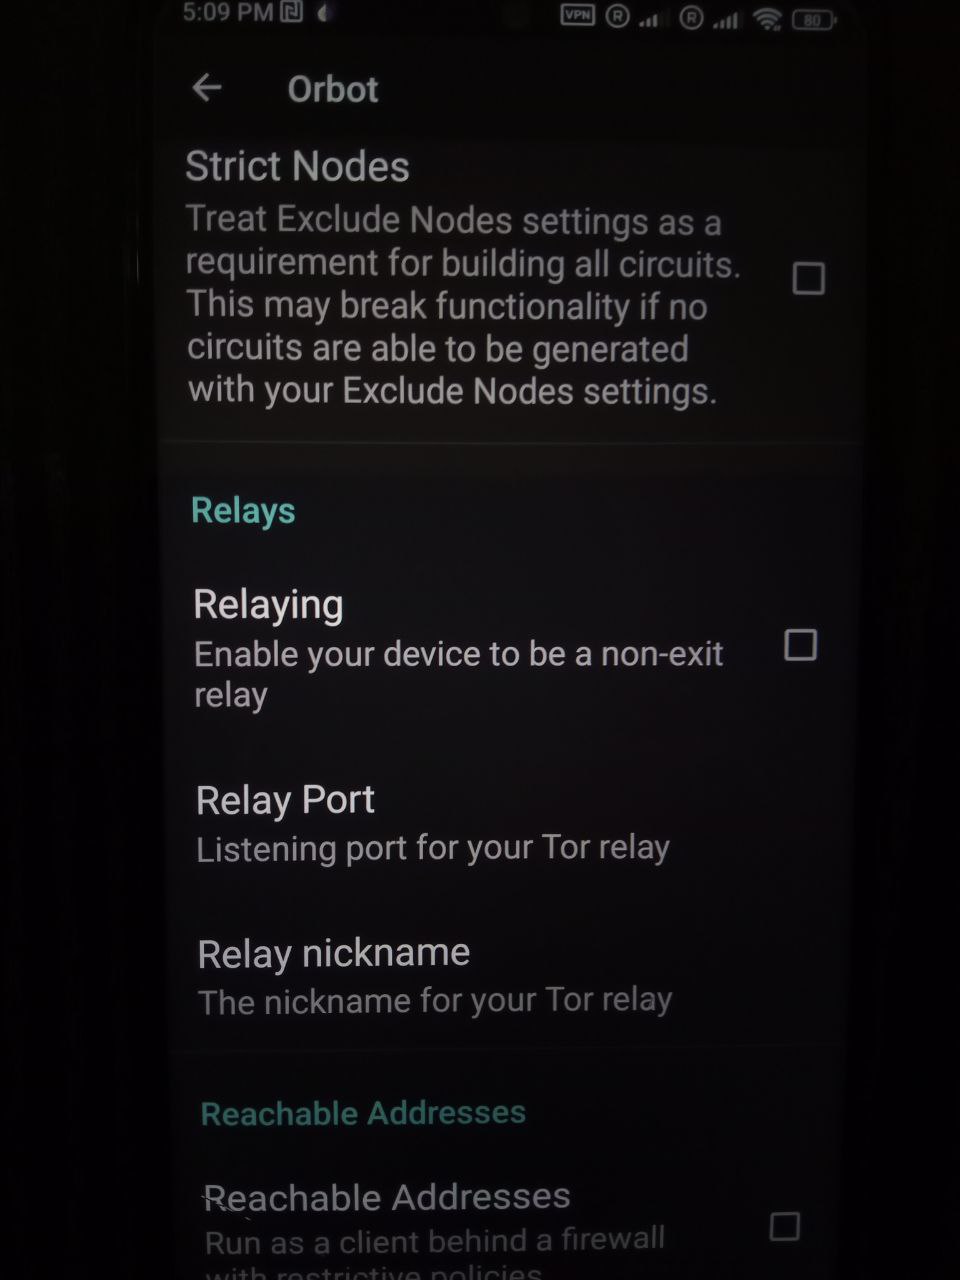 5:09 PM
VPN R R 80
Orbot
Strict Nodes
Treat Exclude Nodes settings as a
requirement for building all circuits.
This may break functionality if no
circuits are able to be generated
with your Exclude Nodes settings.
Relays
Relaying
Enable your device to be a non-exit
relay
Relay Port
Listening port for your Tor relay
Relay nickname
The nickname for your Tor relay
Reachable Addresses
Reachable Addresses
Run as a client behind a firewall
with restrictive policies